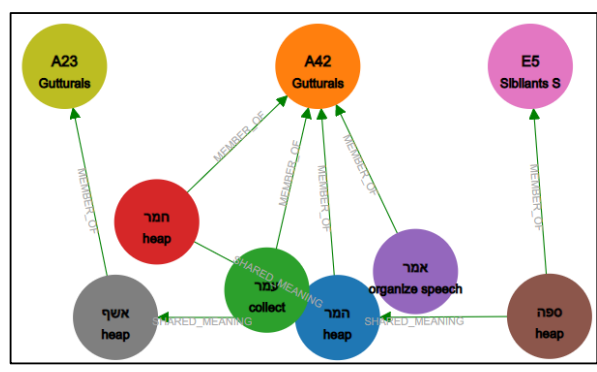 A23
Gutturals
A42
Gutturals
E5
Sibliants S
MEMBER_OF
MEMBER_OF
MEMBER_OF
MEMBER_OF
MEMBER_OF
MEMBER_OF
חמר
heap
עמר
collect
אמר
organize speech
SHARED_MEANING
אשף
heap
SHARED_MEANING
המר
heap
SHARED_MEANING
ספה
heap